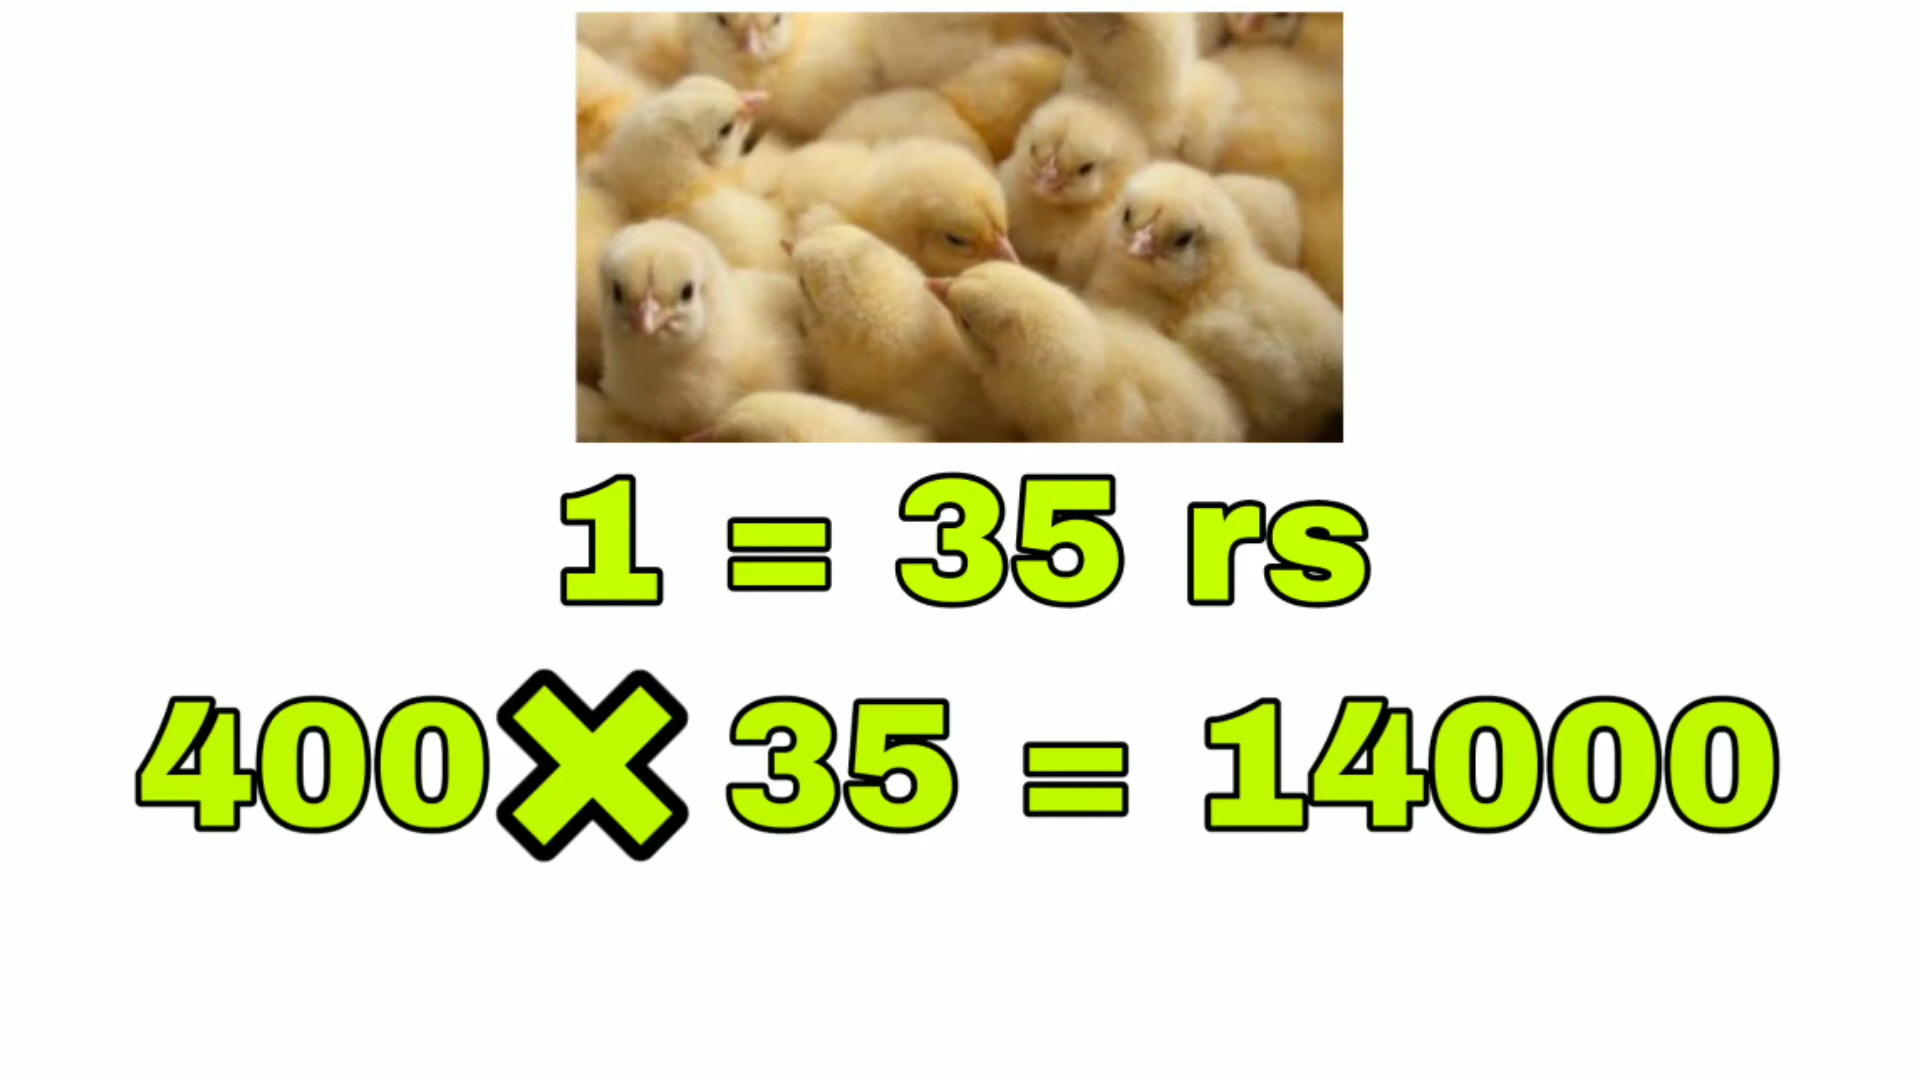 1 = 35 rs
400✖ 35 = 14000